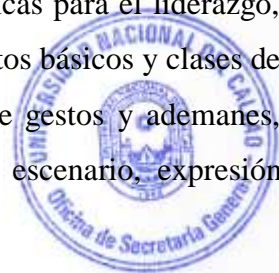 cas para el liderazgo,
tos básicos y clases de
e gestos y ademanes,
escenario, expresión
UNIVERSIDAD NACIONAL DEL CALLAO
Oficina de Secretaría General